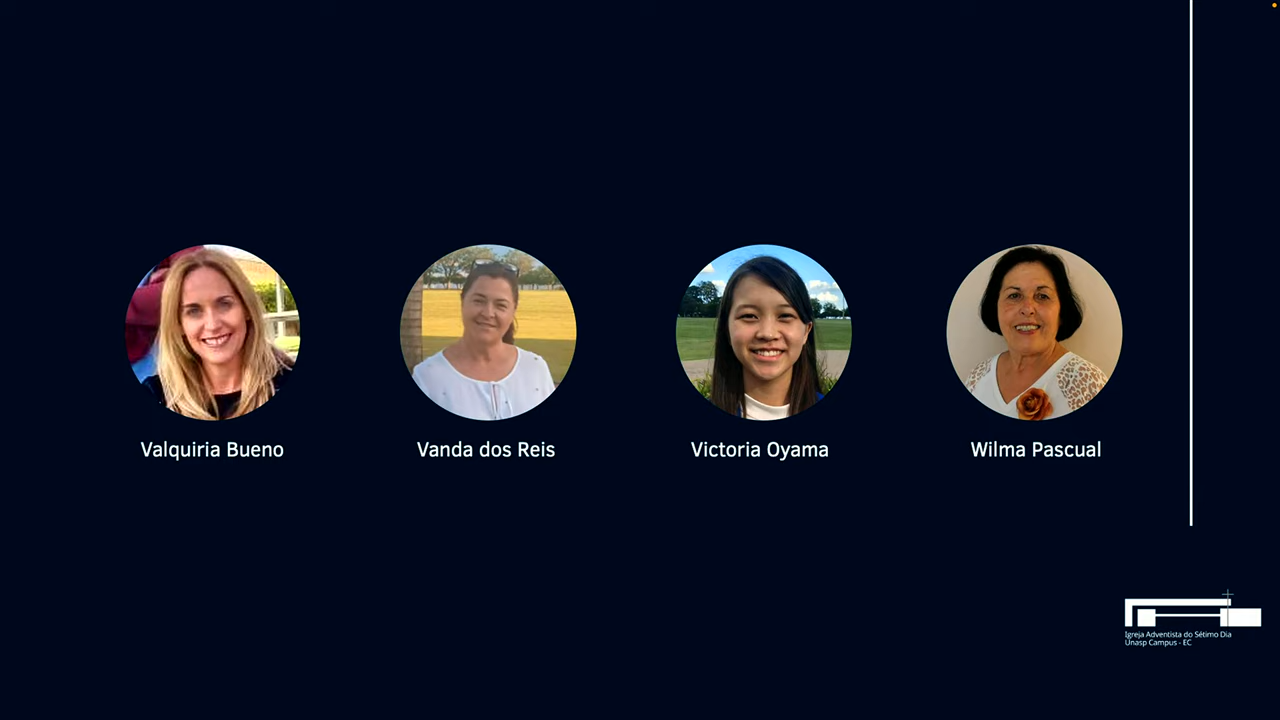 Valquiria Bueno
Vanda dos Reis
Victoria Oyama
Wilma Pascual
Igreja Adventista do Sétimo Dia
Unasp Campus - EC